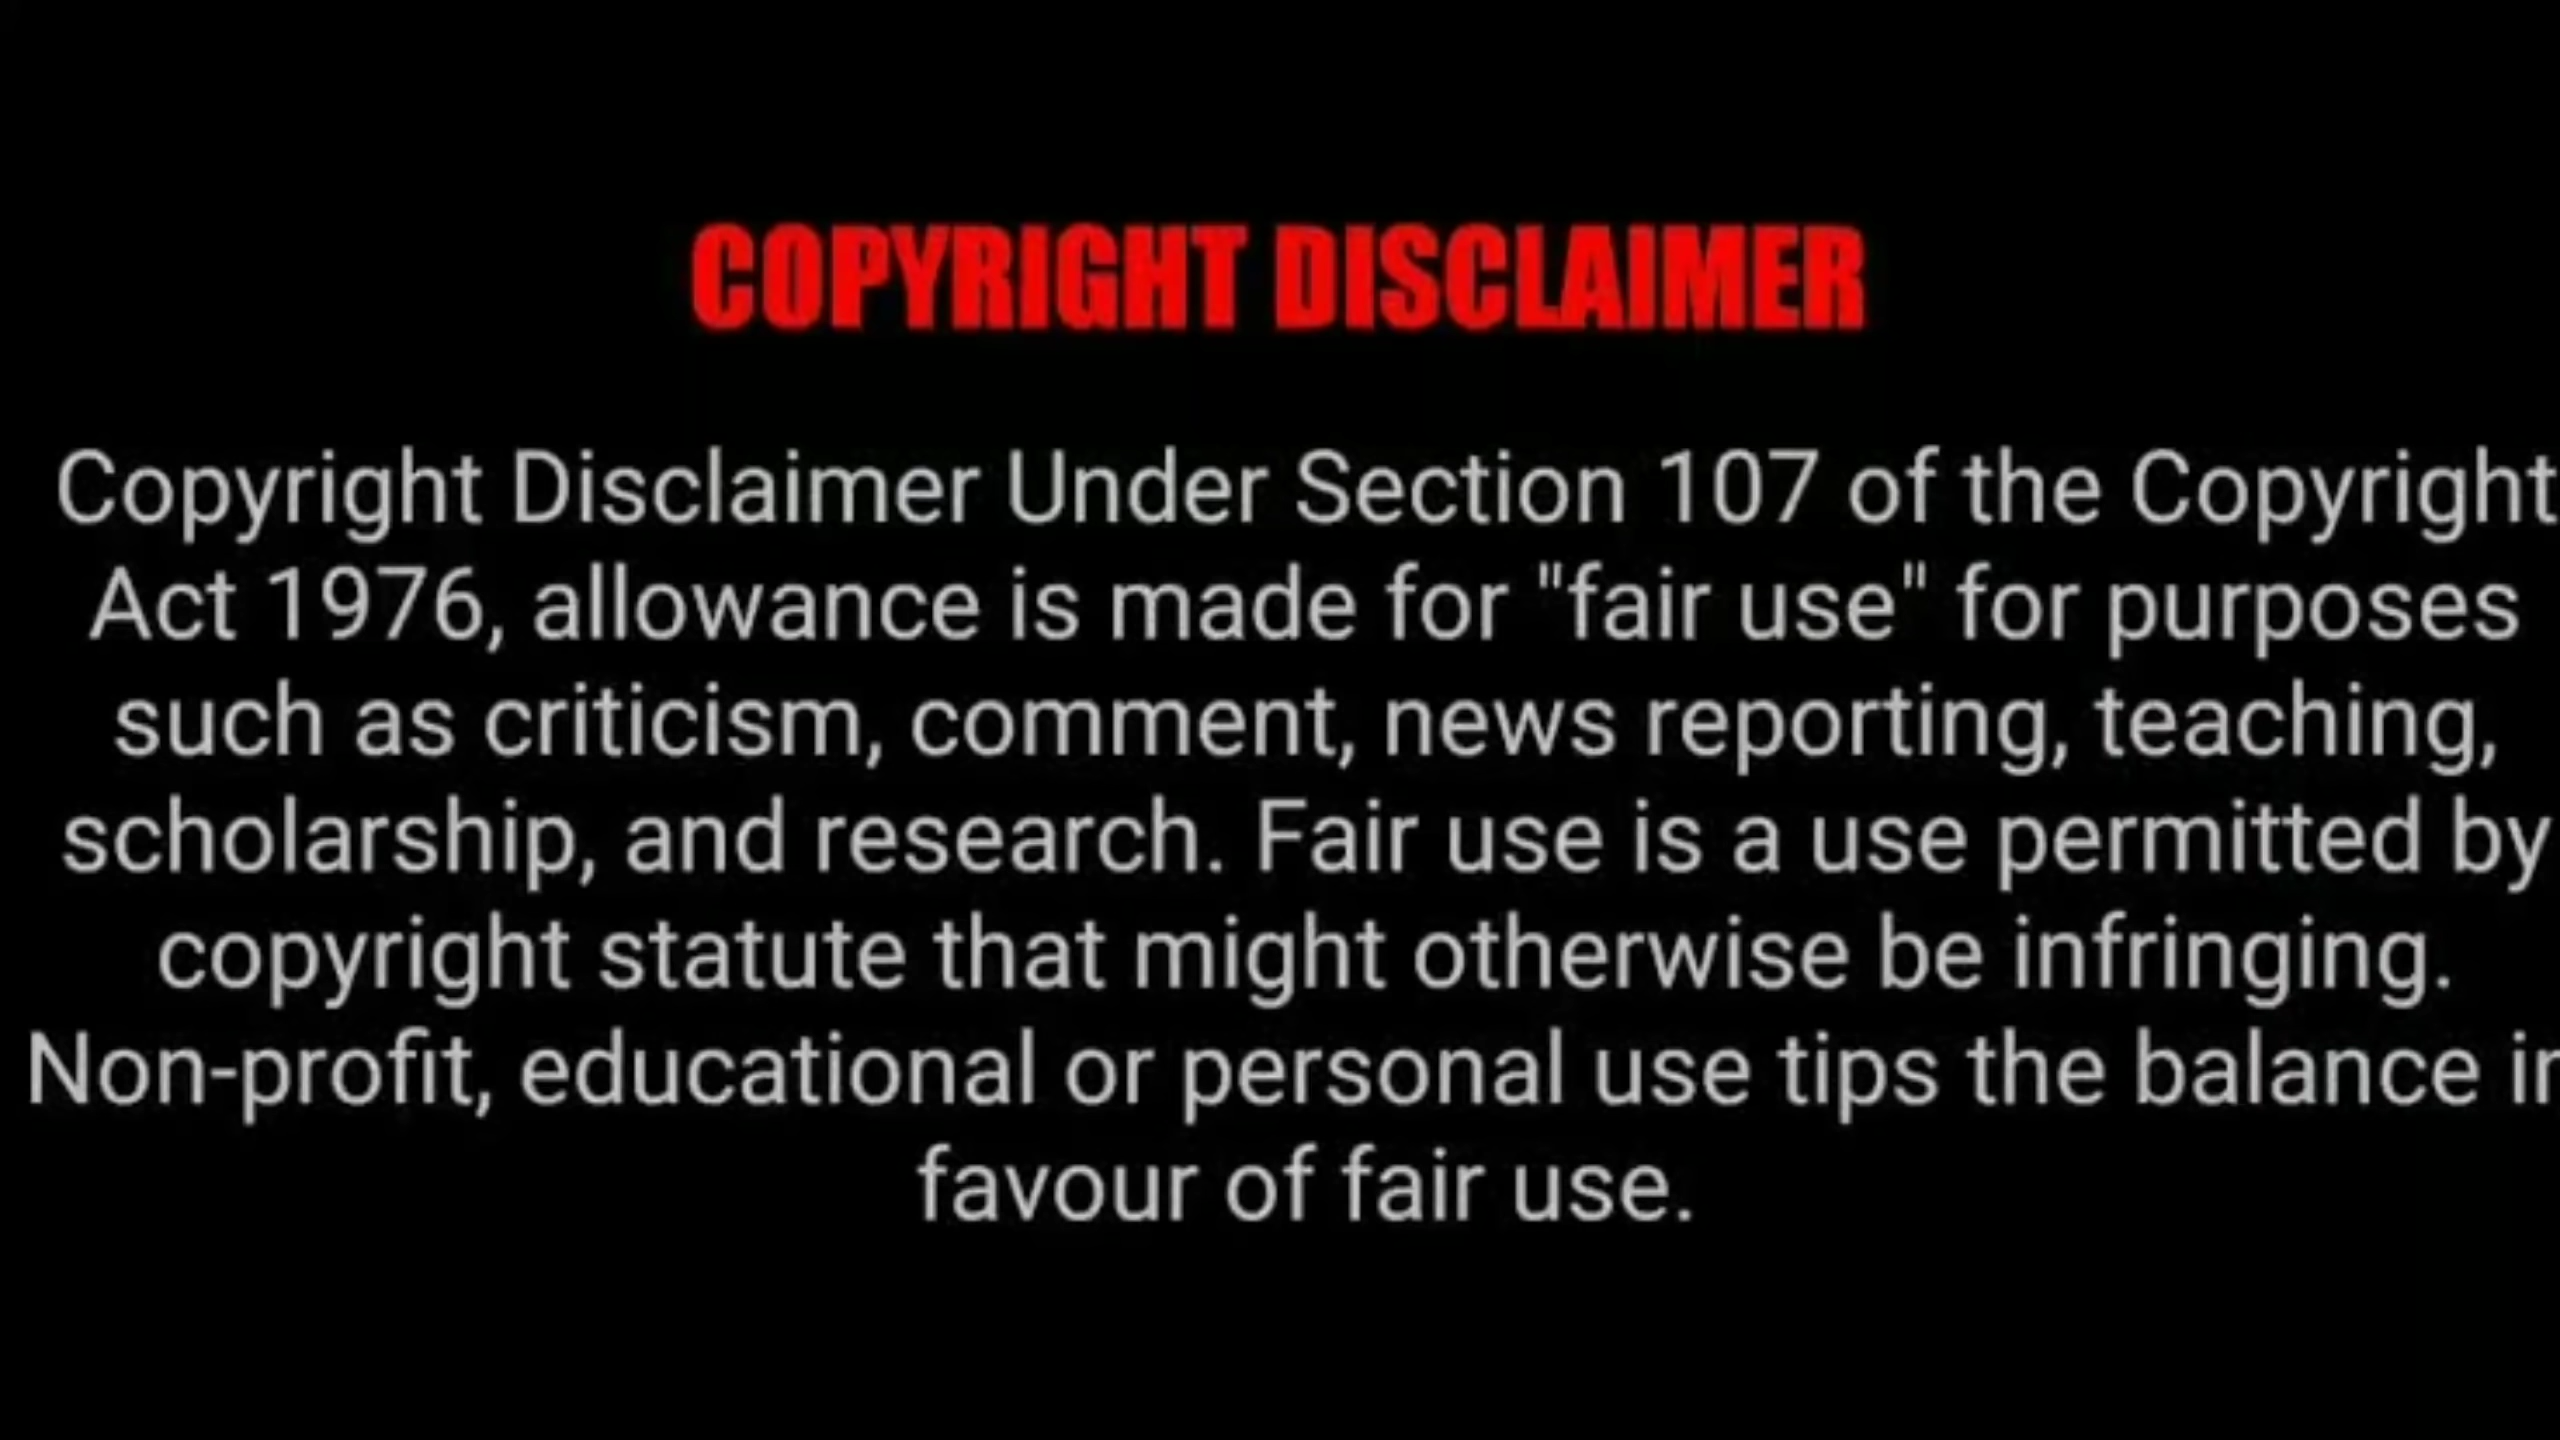 COPYRIGHT DISCLAIMER
Copyright Disclaimer Under Section 107 of the Copyright
Act 1976, allowance is made for "fair use" for purposes
such as criticism, comment, news reporting, teaching,
scholarship, and research. Fair use is a use permitted by
copyright statute that might otherwise be infringing.
Non-profit, educational or personal use tips the balance in
favour of fair use.